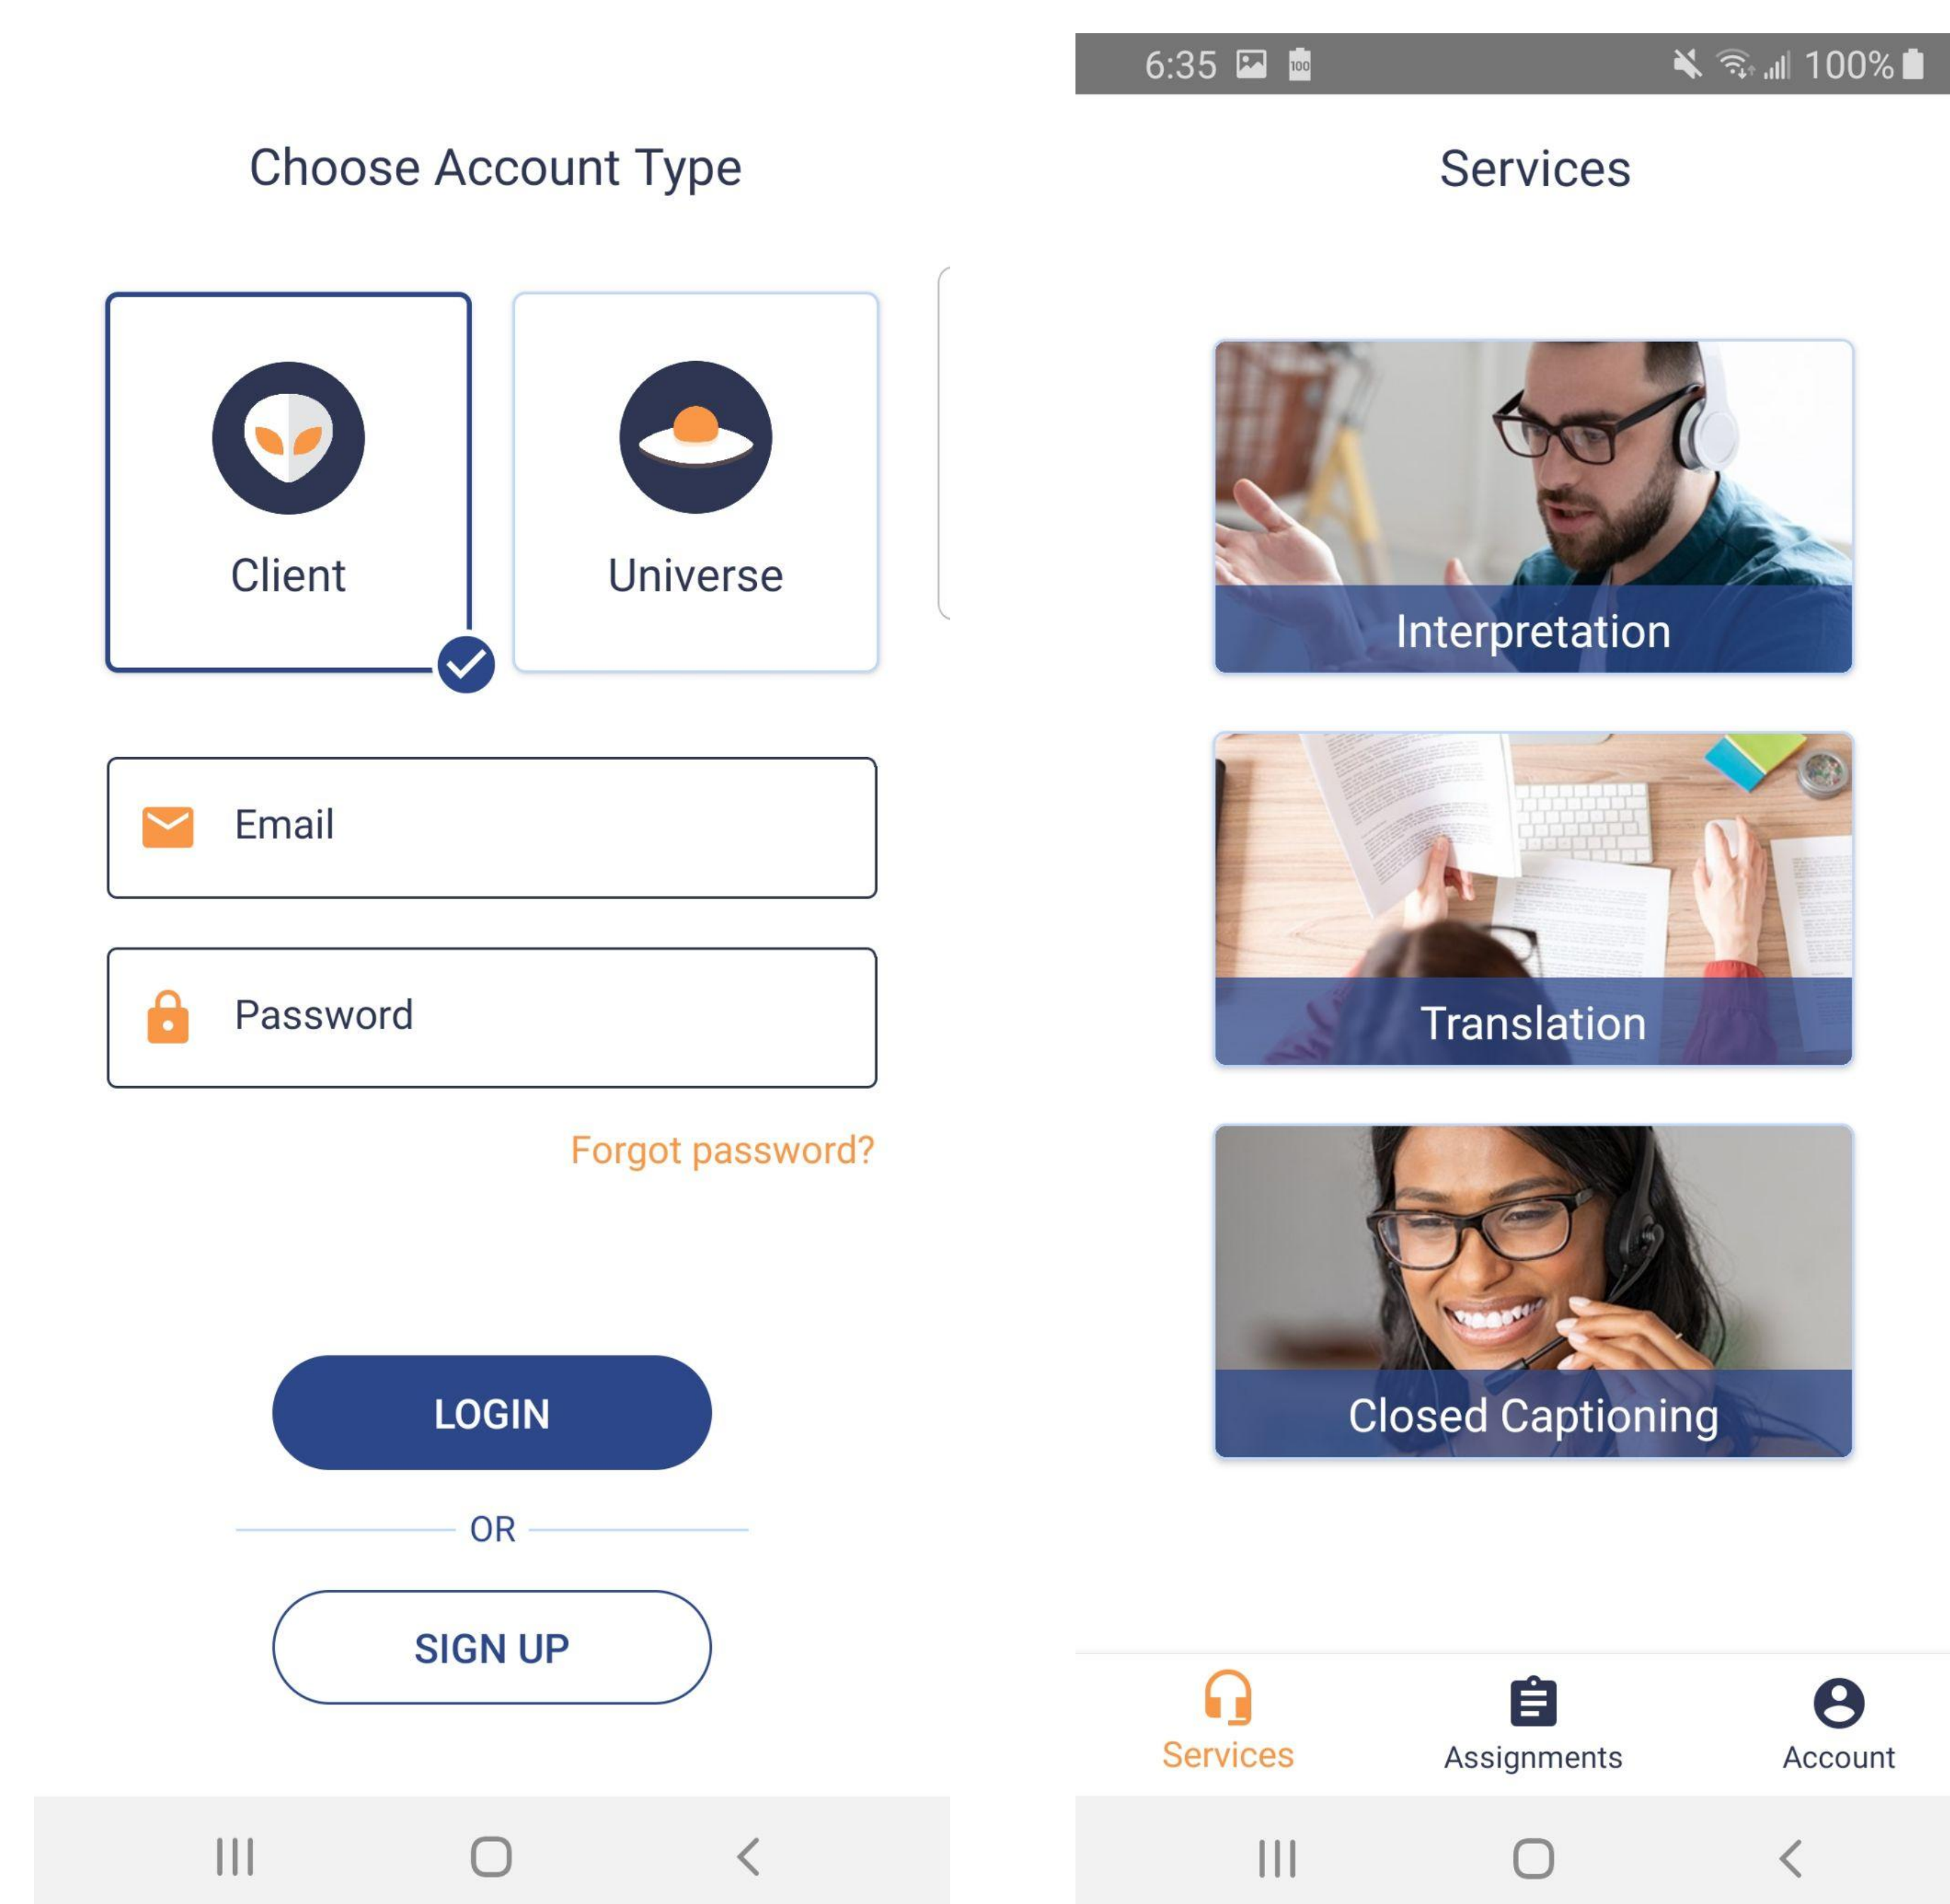 Choose Account Type
Client
Universe
Email
Password
Forgot password?
LOGIN
OR
SIGN UP
6:35
100
100%
Services
Interpretation
Translation
Closed Captioning
Services
Assignments
Account